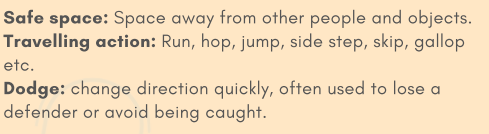 Safe space: Space away from other people and objects.
Travelling action: Run, hop, jump, side step, skip, gallop
etc.
Dodge: change direction quickly, often used to lose a
defender or avoid being caught.